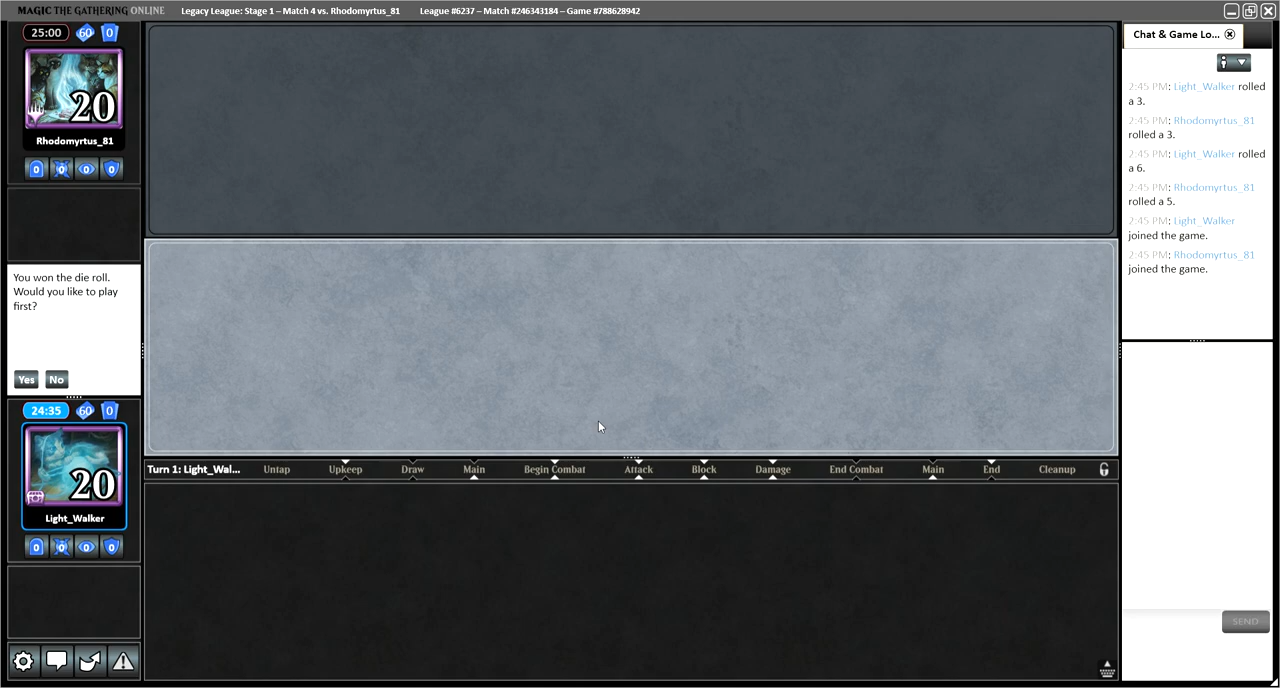 MAGIC THE GATHERING ONLINE
Legacy League: Stage 1 – Match 4 vs. Rhodomyrtus_81
League #6237 – Match #246343184 – Game #788628942
25:00 60 0
20
Rhodomyrtus_81
0 0 0 0
You won the die roll.
Would you like to play
first?
Yes No
24:35 60 0
20
Light_Walker
0 0 0 0
Turn 1: Light_Wal... Untap Upkeep Draw Main Begin Combat Attack Block Damage End Combat Main End Cleanup
Chat & Game Lo...
2:45 PM: Light_Walker rolled
a 3.
2:45 PM: Rhodomyrtus_81
rolled a 3.
2:45 PM: Light_Walker rolled
a 6.
2:45 PM: Rhodomyrtus_81
rolled a 5.
2:45 PM: Light_Walker
joined the game.
2:45 PM: Rhodomyrtus_81
joined the game.
SEND